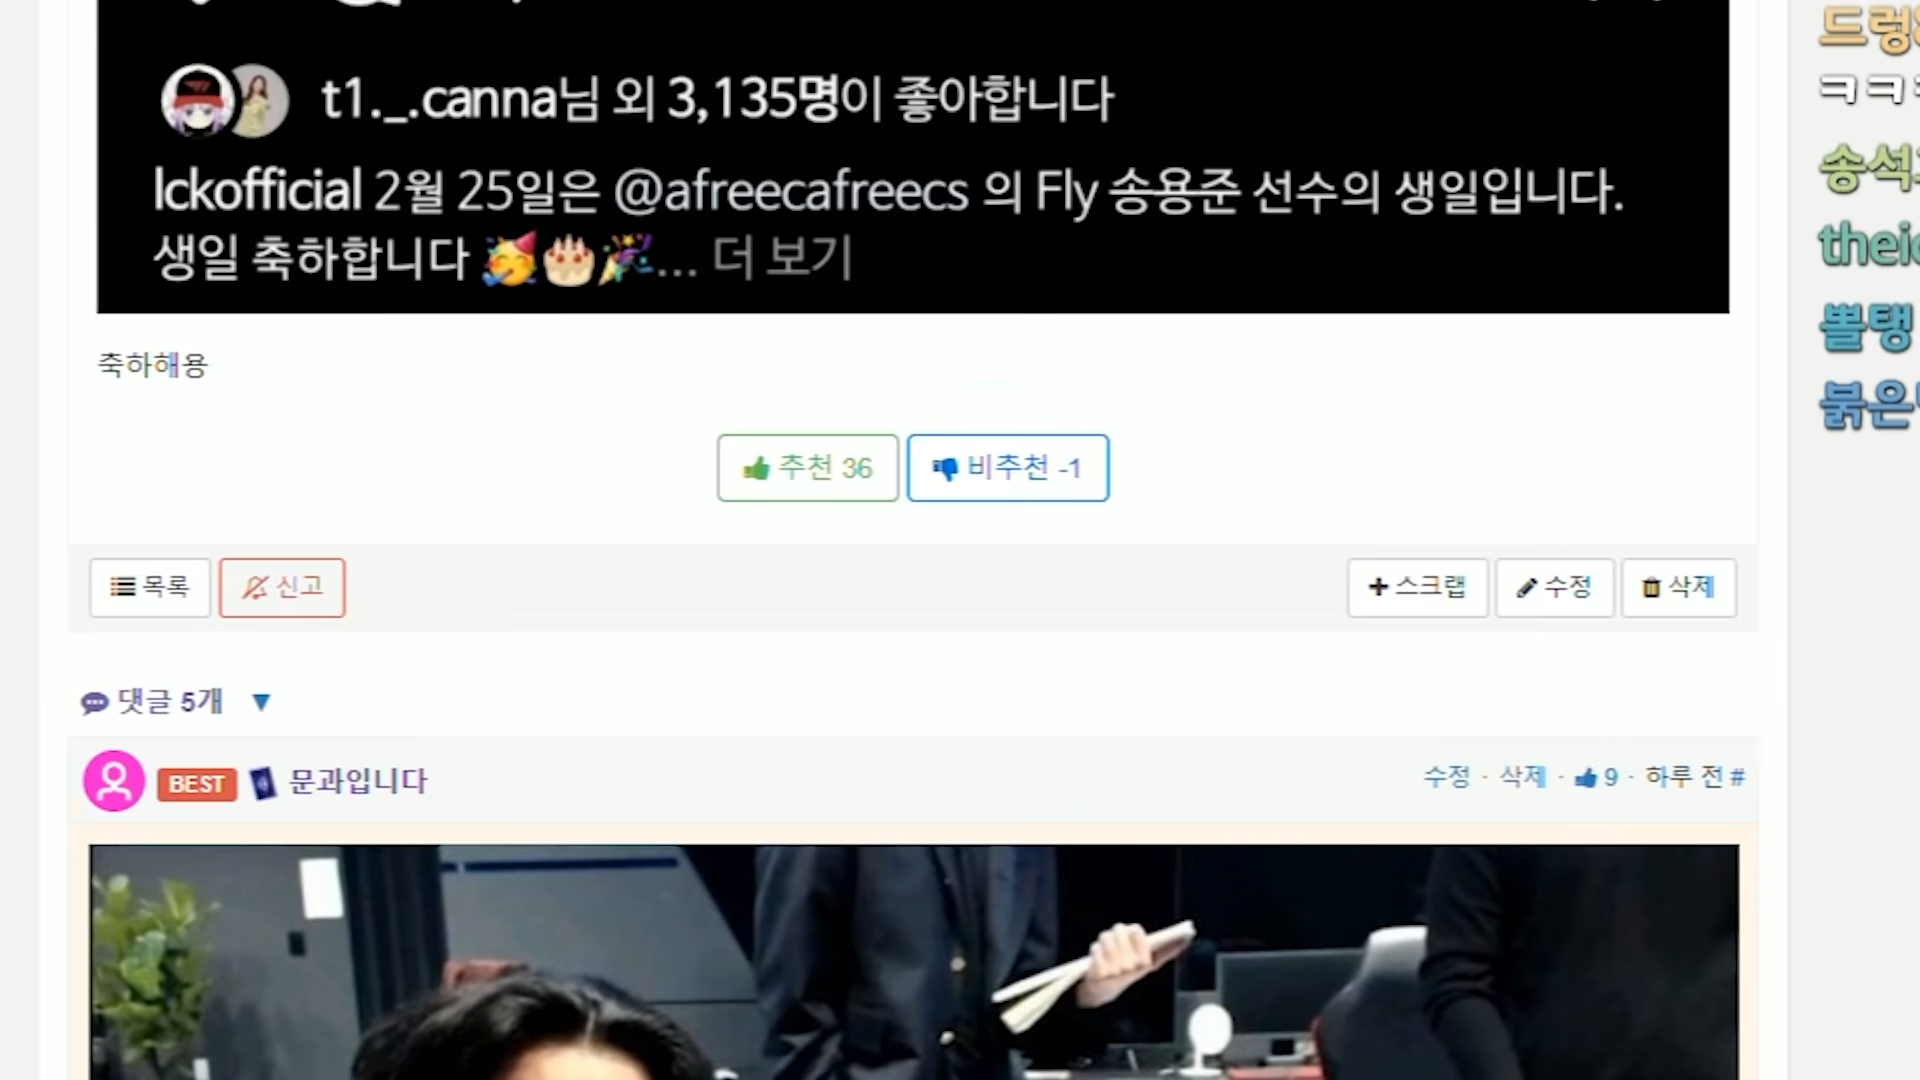 t1._.canna님 외 3,135명이 좋아합니다
lckofficial 2월 25일은 @afreecafreecs 의 Fly 송용준 선수의 생일입니다.
생일 축하합니다 🥳🎂🎉... 더 보기
축하해용
추천 36
비추천 -1
목록
신고
스크랩
수정
삭제
댓글 5개 ▼
BEST 문과입니다
수정 - 삭제 - 9 - 하루 전 #
드렁
ㅋㅋ
송석
theic
뿔탱
붉은